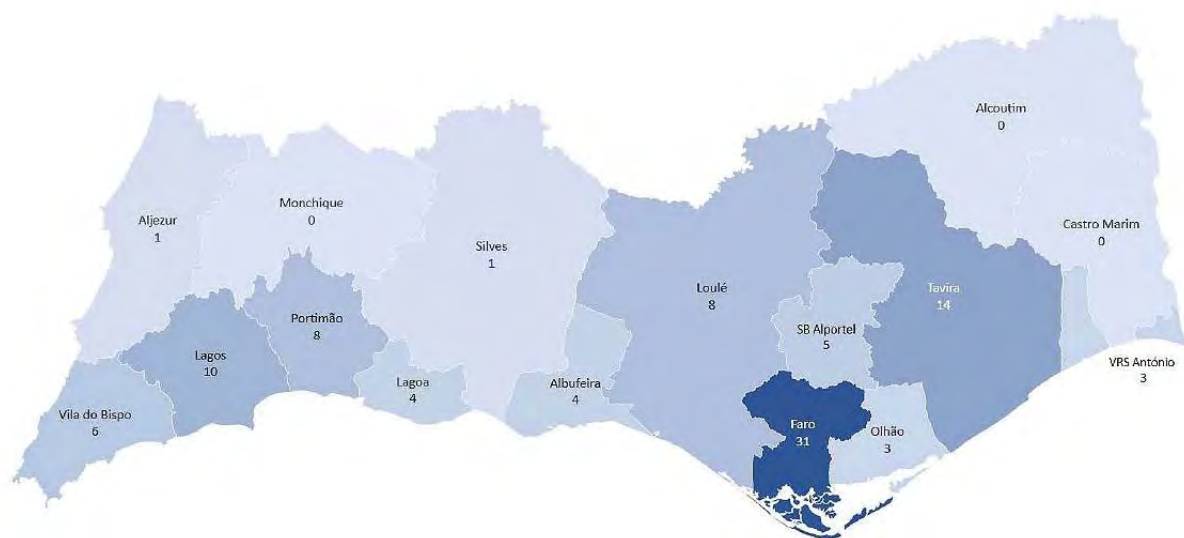 Alcoutim
0
Aljezur
1
Monchique
0
Silves
1
Castro Marim
0
Loulé
8
Tavira
14
Portimão
8
SB Alportel
5
Lagos
10
VRS António
3
Lagoa
4
Albufeira
4
Vila do Bispo
6
Faro
31
Olhão
3